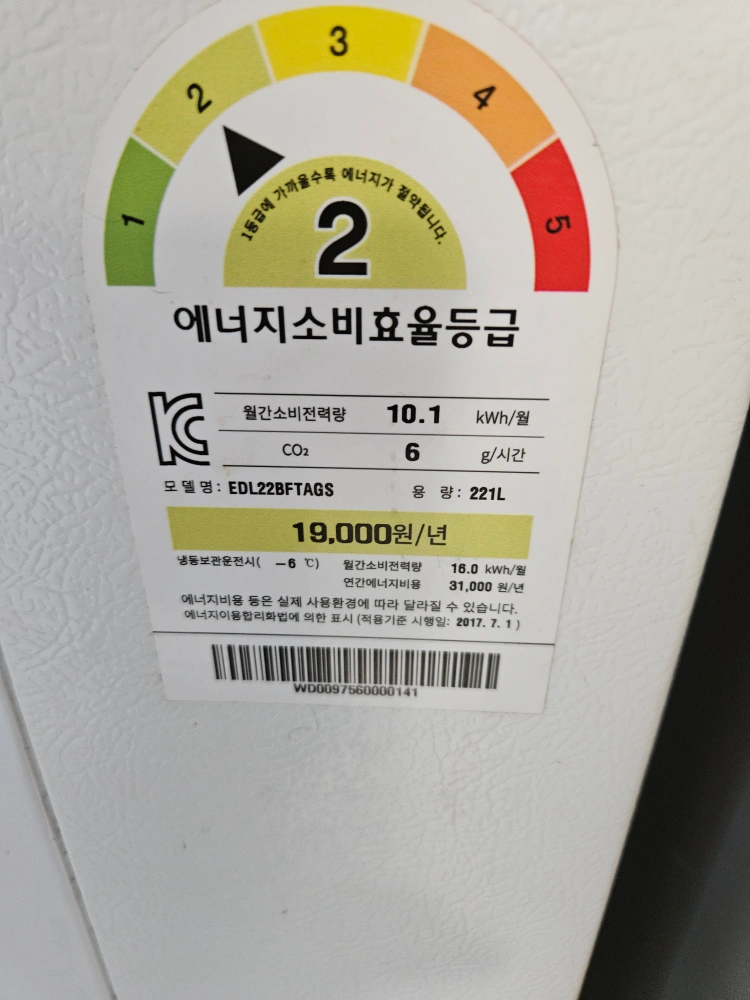 1 2 3 4 5
1등급에 가까울수록 에너지가 절약됩니다.
2
에너지소비효율등급
월간소비전력량 10.1 kWh/월
CO₂ 6 g/시간
모델명: EDL22BFTAGS 용 량: 221L
19,000원/년
냉동보관운전시( -6 ℃) 월간소비전력량 16.0 kWh/월
연간에너지비용 31,000 원/년
에너지비용 등은 실제 사용환경에 따라 달라질 수 있습니다.
에너지이용합리화법에 의한 표시 (적용기준 시행일: 2017. 7. 1 )
WD0097560000141